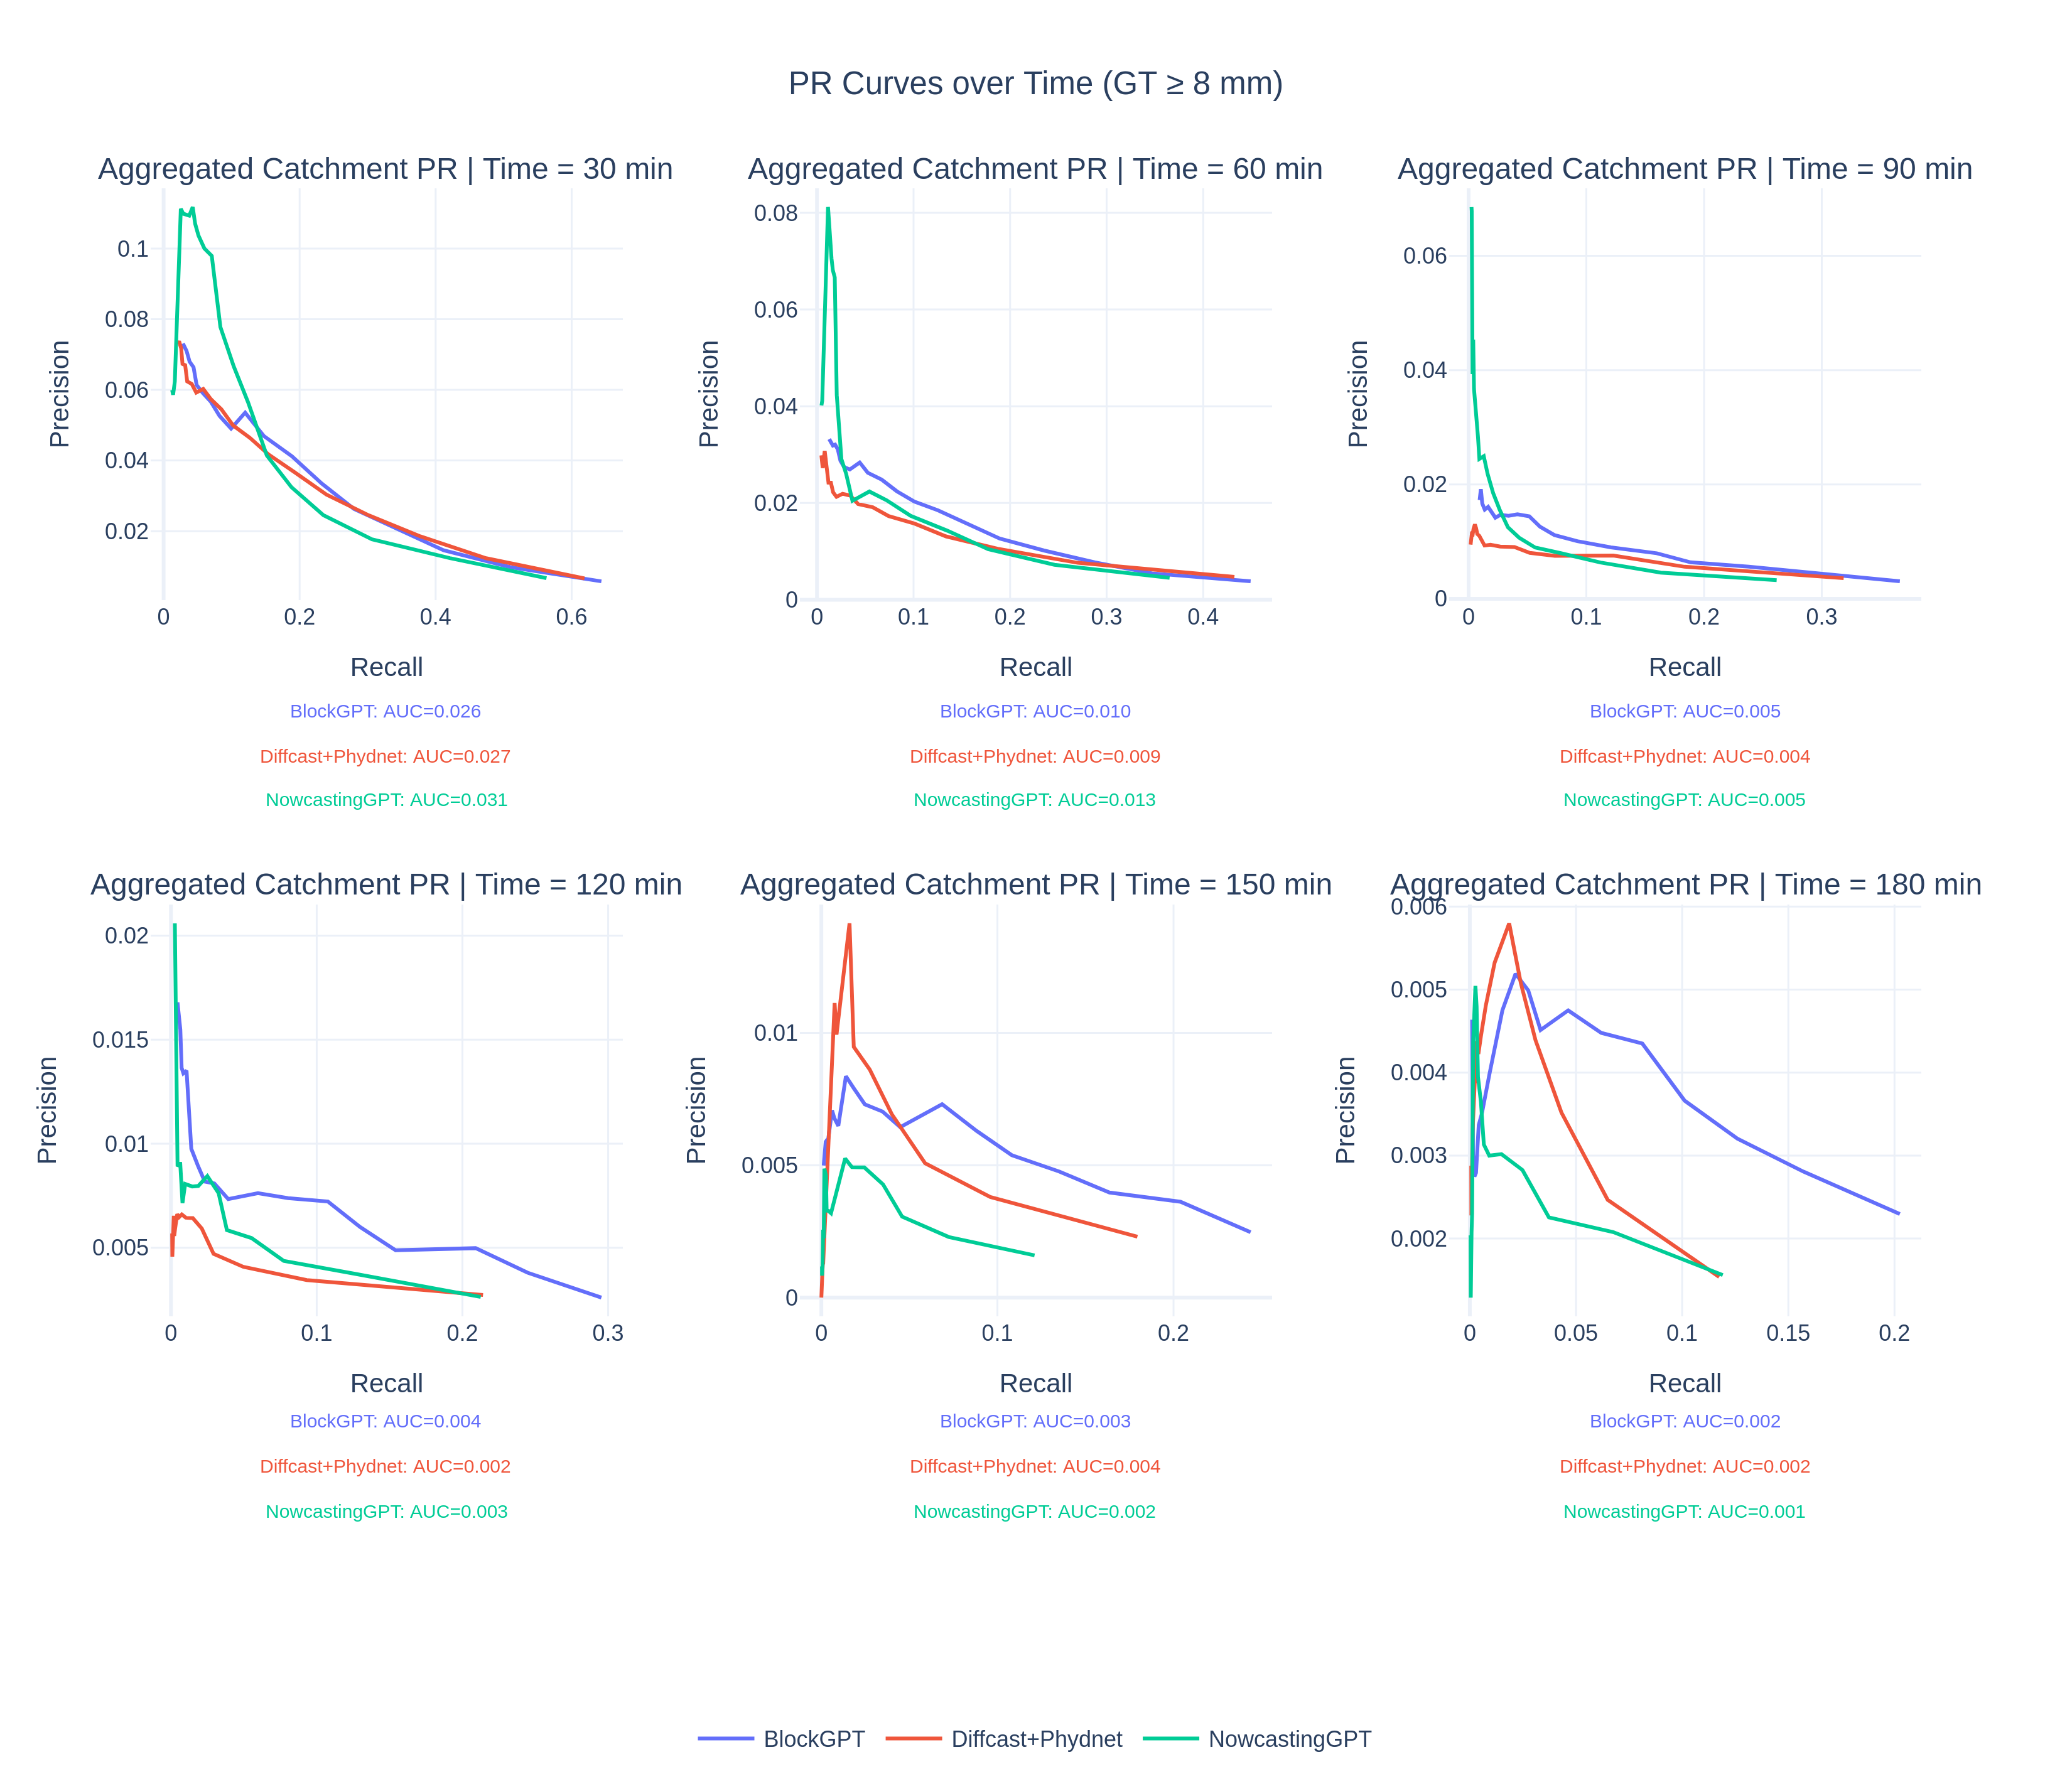 PR Curves over Time (GT ≥ 8 mm)
Aggregated Catchment PR | Time = 30 min
0.1
0.08
0.06
0.04
0.02
Precision
0 0.2 0.4 0.6
Recall
BlockGPT: AUC=0.026
Diffcast+Phydnet: AUC=0.027
NowcastingGPT: AUC=0.031
Aggregated Catchment PR | Time = 60 min
0.08
0.06
0.04
0.02
0
Precision
0 0.1 0.2 0.3 0.4
Recall
BlockGPT: AUC=0.010
Diffcast+Phydnet: AUC=0.009
NowcastingGPT: AUC=0.013
Aggregated Catchment PR | Time = 90 min
0.06
0.04
0.02
0
Precision
0 0.1 0.2 0.3
Recall
BlockGPT: AUC=0.005
Diffcast+Phydnet: AUC=0.004
NowcastingGPT: AUC=0.005
Aggregated Catchment PR | Time = 120 min
0.02
0.015
0.01
0.005
Precision
0 0.1 0.2 0.3
Recall
BlockGPT: AUC=0.004
Diffcast+Phydnet: AUC=0.002
NowcastingGPT: AUC=0.003
Aggregated Catchment PR | Time = 150 min
0.01
0.005
0
Precision
0 0.1 0.2
Recall
BlockGPT: AUC=0.003
Diffcast+Phydnet: AUC=0.004
NowcastingGPT: AUC=0.002
Aggregated Catchment PR | Time = 180 min
0.006
0.005
0.004
0.003
0.002
Precision
0 0.05 0.1 0.15 0.2
Recall
BlockGPT: AUC=0.002
Diffcast+Phydnet: AUC=0.002
NowcastingGPT: AUC=0.001
BlockGPT Diffcast+Phydnet NowcastingGPT